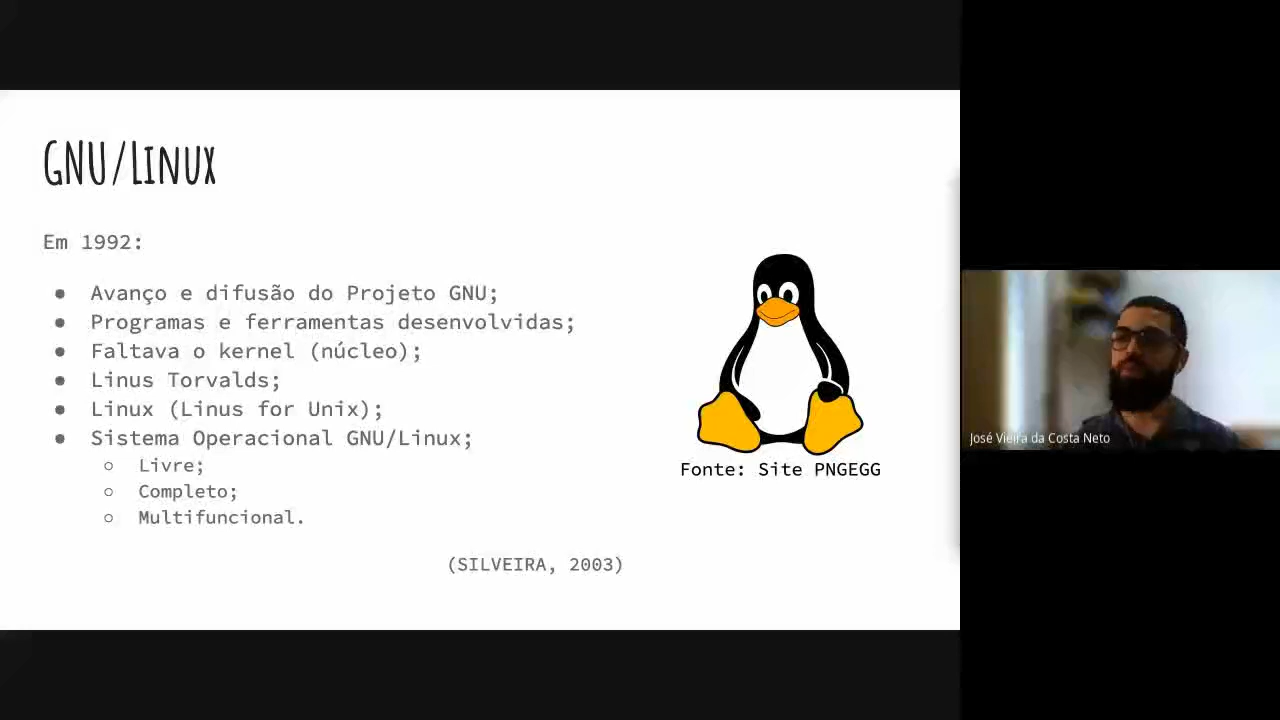 GNU/Linux
Em 1992:
● Avanço e difusão do Projeto GNU;
● Programas e ferramentas desenvolvidas;
● Faltava o kernel (núcleo);
● Linus Torvalds;
● Linux (Linus for Unix);
● Sistema Operacional GNU/Linux;
○ Livre;
○ Completo;
○ Multifuncional.
(SILVEIRA, 2003)
Fonte: Site PNGEGG
José Vieira da Costa Neto